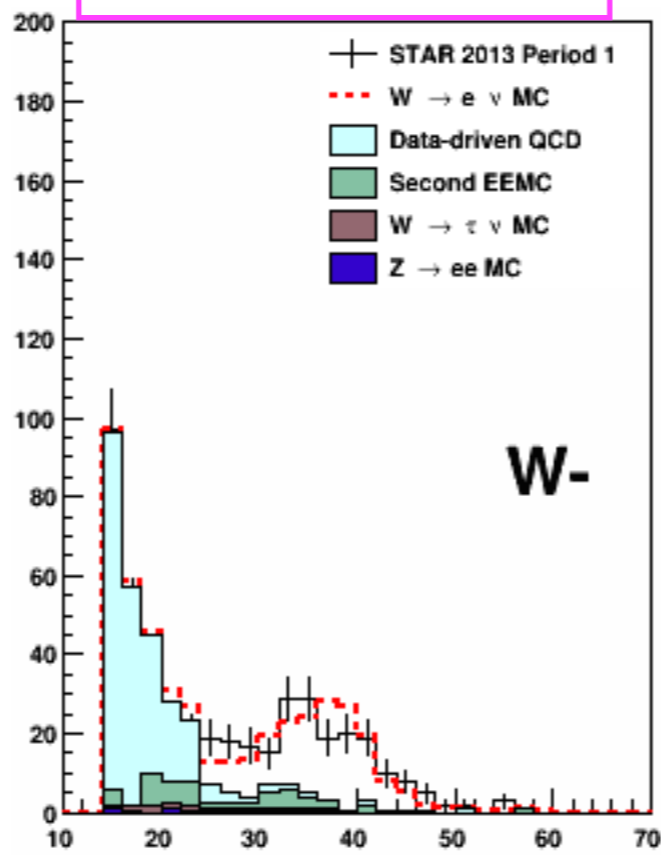 200
180
160
140
120
100
80
60
40
20
0
STAR 2013 Period 1
W → e ν MC
Data-driven QCD
Second EEMC
W → τ ν MC
Z → ee MC
W-
10 20 30 40 50 60 70